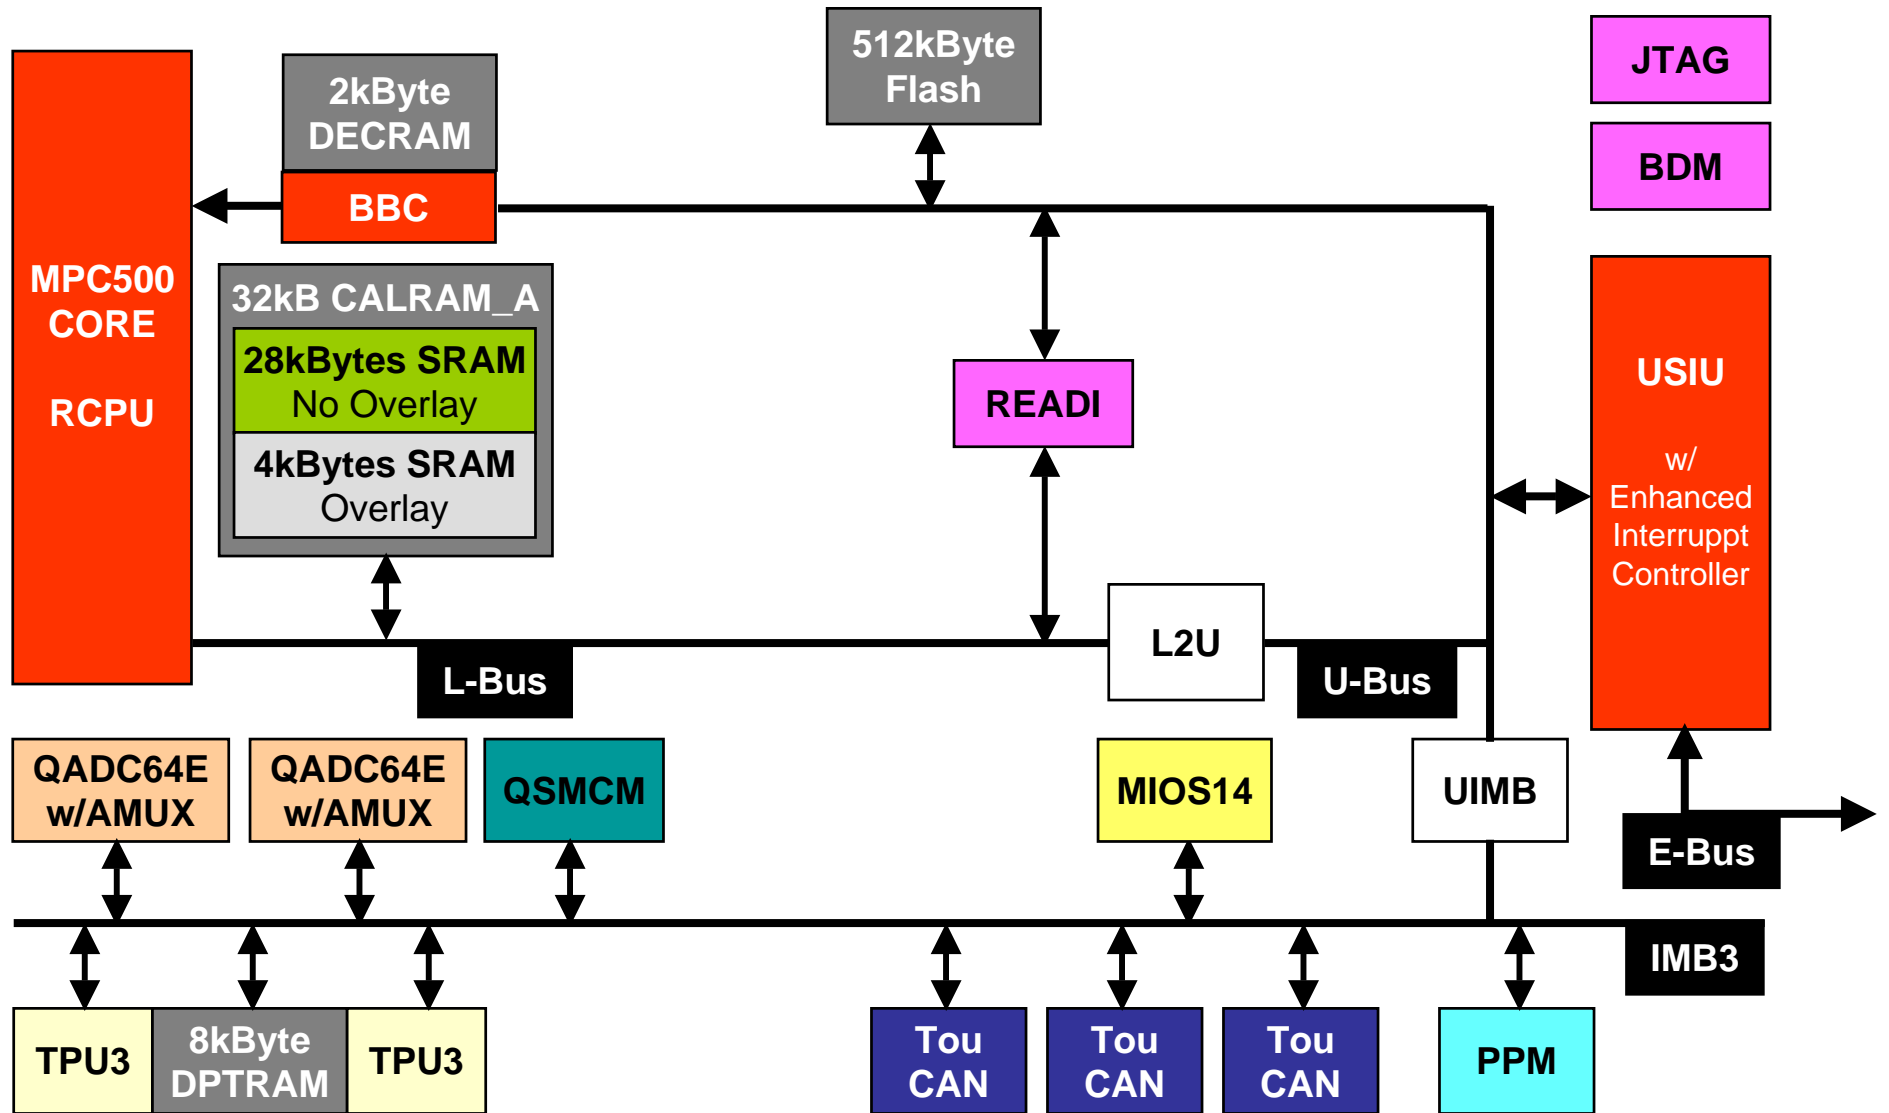 512kByte
Flash
JTAG
2kByte
DECRAM
BDM
BBC
MPC500
CORE
RCPU
32kB CALRAM_A
28kBytes SRAM
No Overlay
4kBytes SRAM
Overlay
READI
USIU
w/
Enhanced
Interruppt
Controller
L2U
L-Bus
U-Bus
QADC64E
w/AMUX
QADC64E
w/AMUX
QSMCM
MIOS14
UIMB
E-Bus
IMB3
TPU3
8kByte
DPTRAM
TPU3
Tou
CAN
Tou
CAN
Tou
CAN
PPM